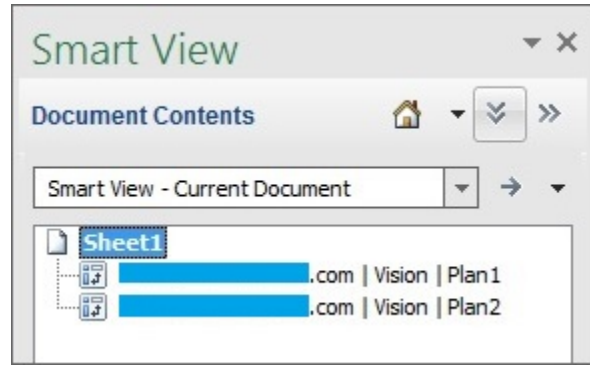 Smart View
Document Contents
Smart View - Current Document
Sheet1
.com | Vision | Plan1
.com | Vision | Plan2